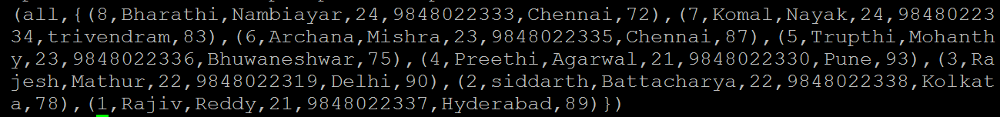 (all,{(8,Bharathi,Nambiayar,24,9848022333,Chennai,72),(7,Komal,Nayak,24,98480223
34,trivendram,83),(6,Archana,Mishra,23,9848022335,Chennai,87),(5,Trupthi,Mohanth
y,23,9848022336,Bhuwaneshwar,75),(4,Preethi,Agarwal,21,9848022330,Pune,93),(3,Ra
jesh,Mathur,22,9848022319,Delhi,90),(2,siddarth,Battacharya,22,9848022338,Kolkat
a,78),(1,Rajiv,Reddy,21,9848022337,Hyderabad,89)})